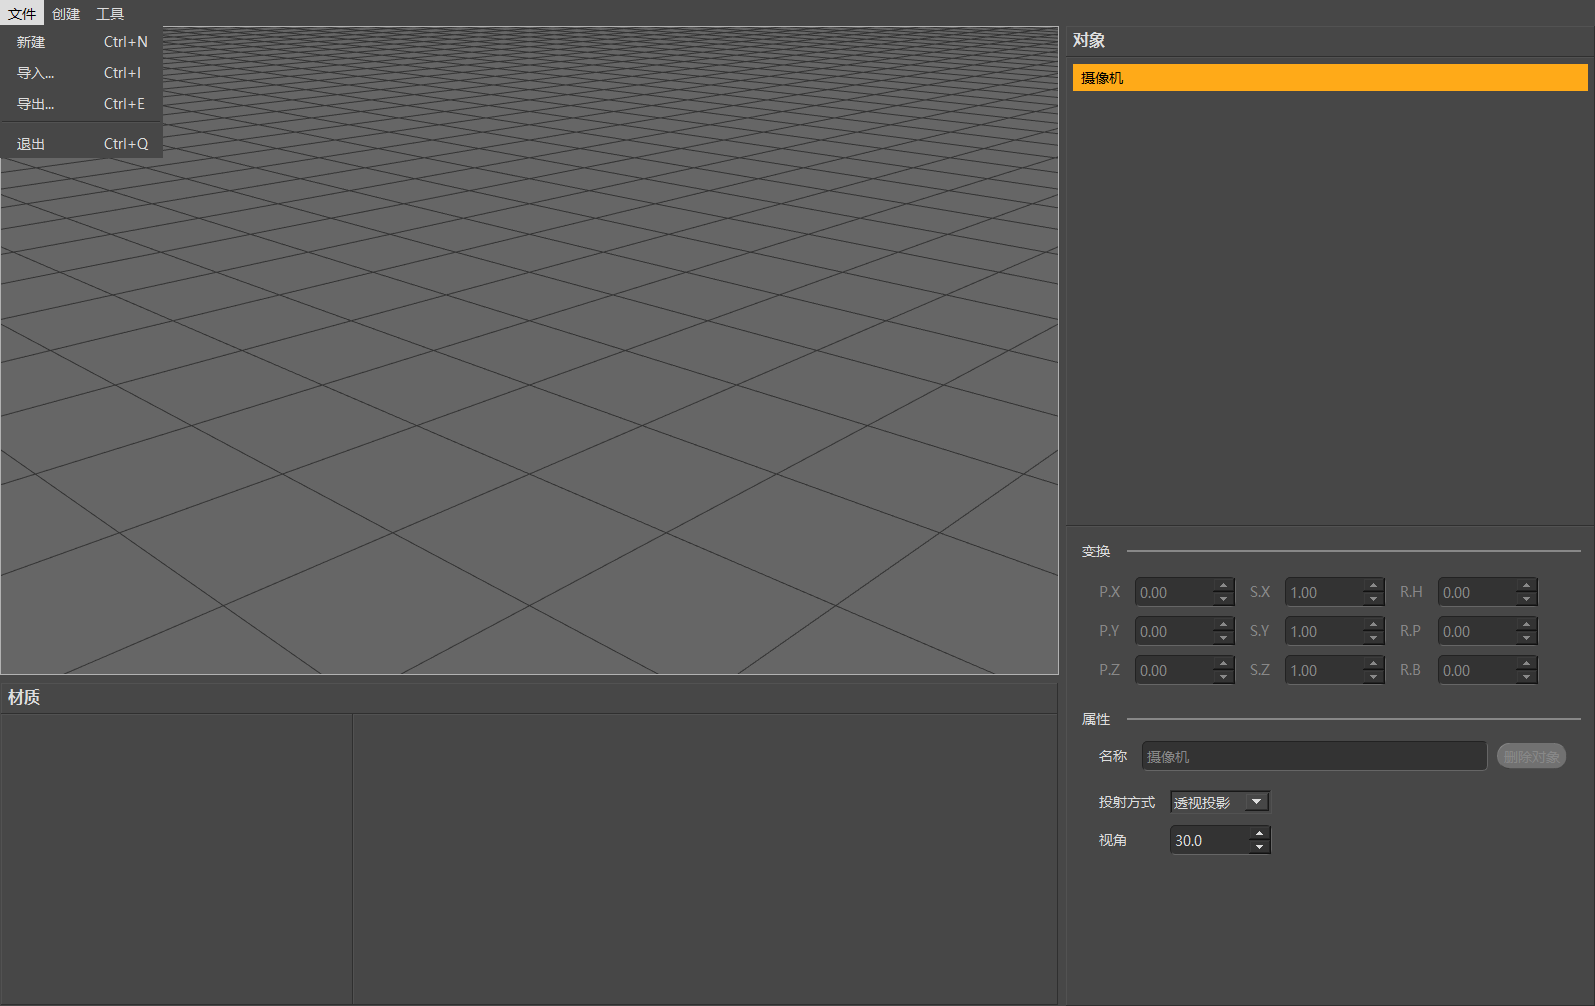 文件 创建 工具
新建 Ctrl+N
导入... Ctrl+I
导出... Ctrl+E
退出 Ctrl+Q
对象
摄像机
变换
P.X 0.00 S.X 1.00 R.H 0.00
P.Y 0.00 S.Y 1.00 R.P 0.00
P.Z 0.00 S.Z 1.00 R.B 0.00
属性
名称 摄像机 删除对象
投射方式 透视投影
视角 30.0
材质